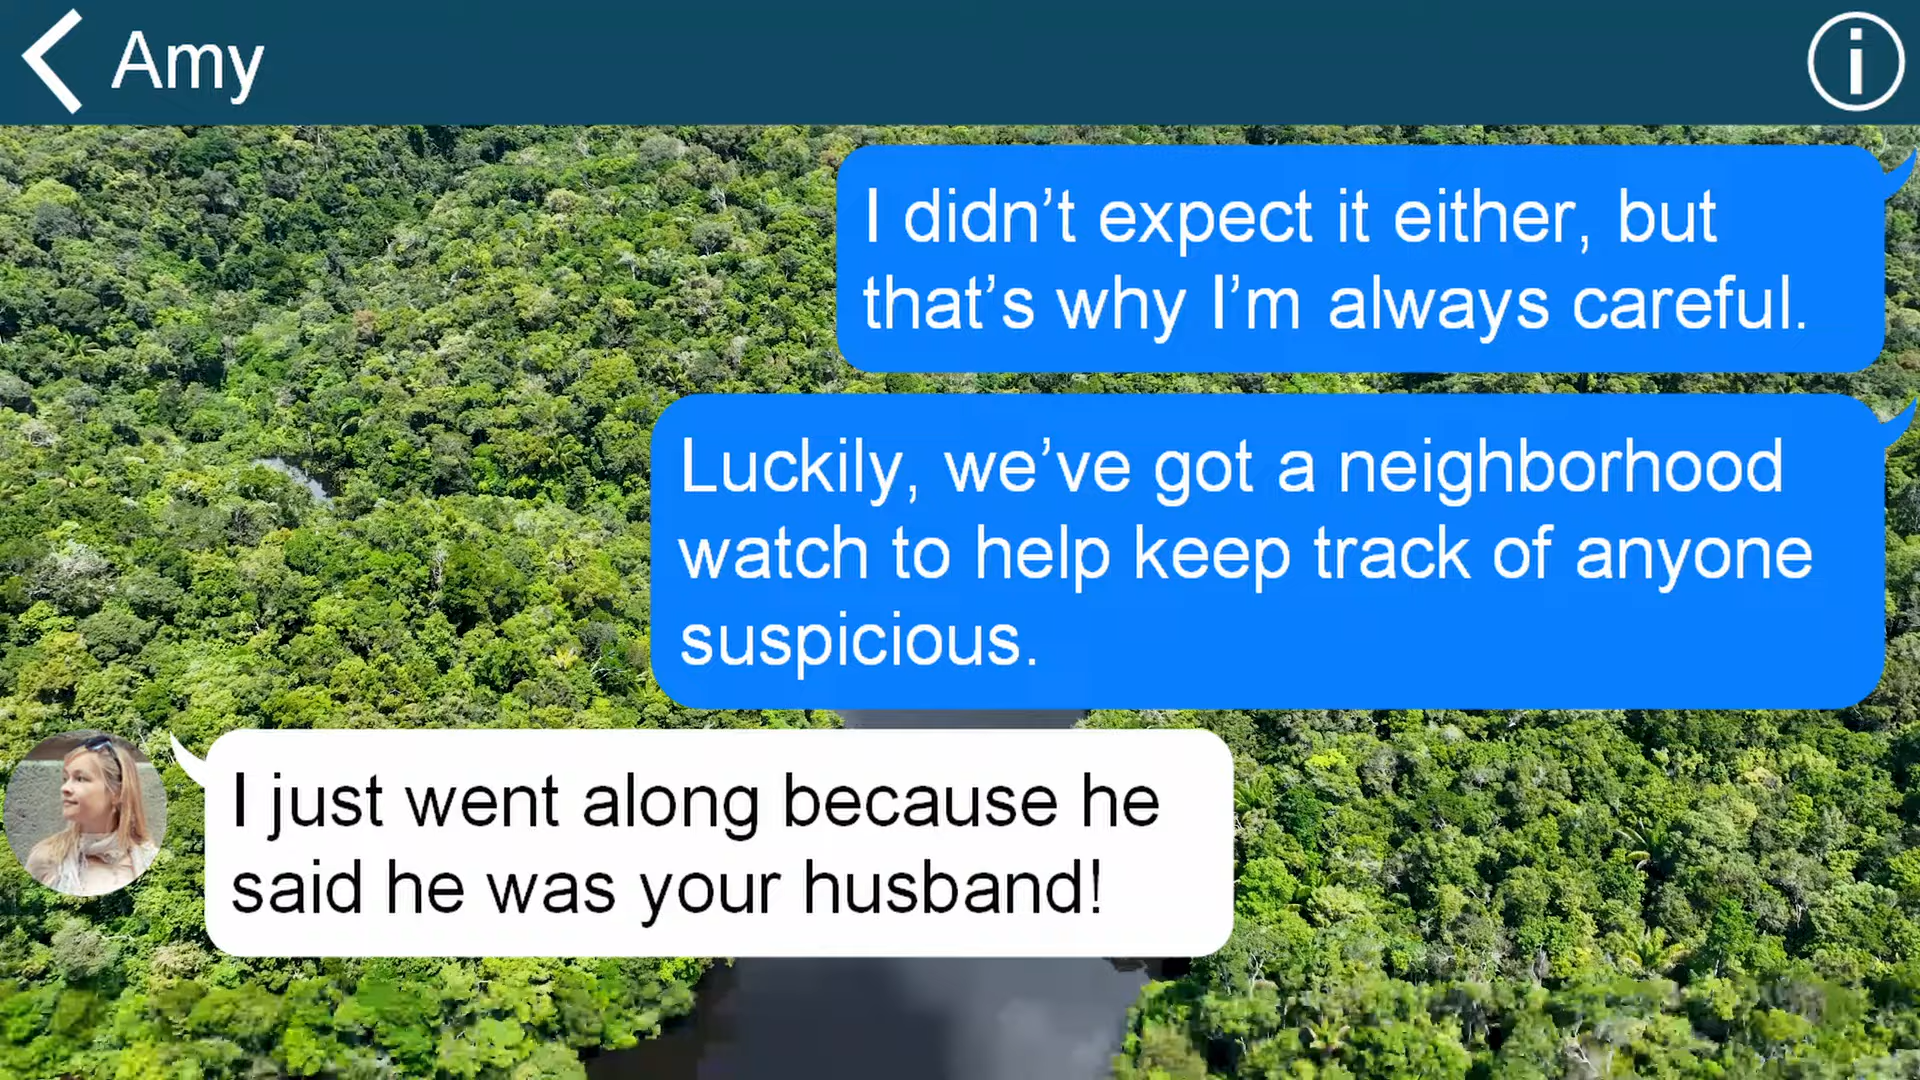 Amy
I didn’t expect it either, but
that’s why I’m always careful.
Luckily, we’ve got a neighborhood
watch to help keep track of anyone
suspicious.
I just went along because he
said he was your husband!